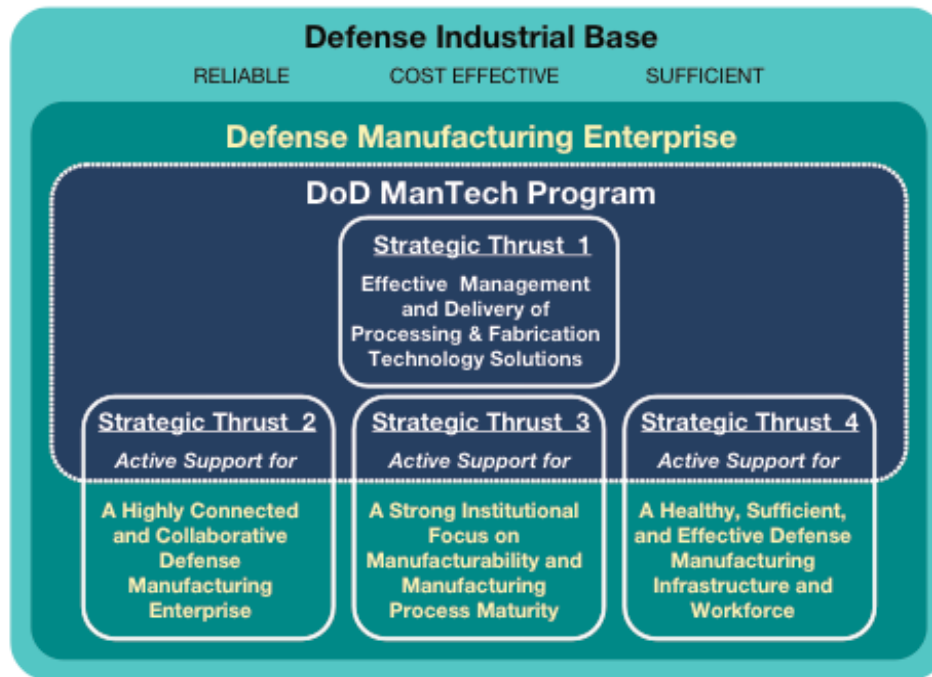 Defense Industrial Base
RELIABLE COST EFFECTIVE SUFFICIENT
Defense Manufacturing Enterprise
DoD ManTech Program
Strategic Thrust 1
Effective Management
and Delivery of
Processing & Fabrication
Technology Solutions
Strategic Thrust 2
Active Support for
A Highly Connected
and Collaborative
Defense
Manufacturing
Enterprise
Strategic Thrust 3
Active Support for
A Strong Institutional
Focus on
Manufacturability and
Manufacturing
Process Maturity
Strategic Thrust 4
Active Support for
A Healthy, Sufficient,
and Effective Defense
Manufacturing
Infrastructure and
Workforce